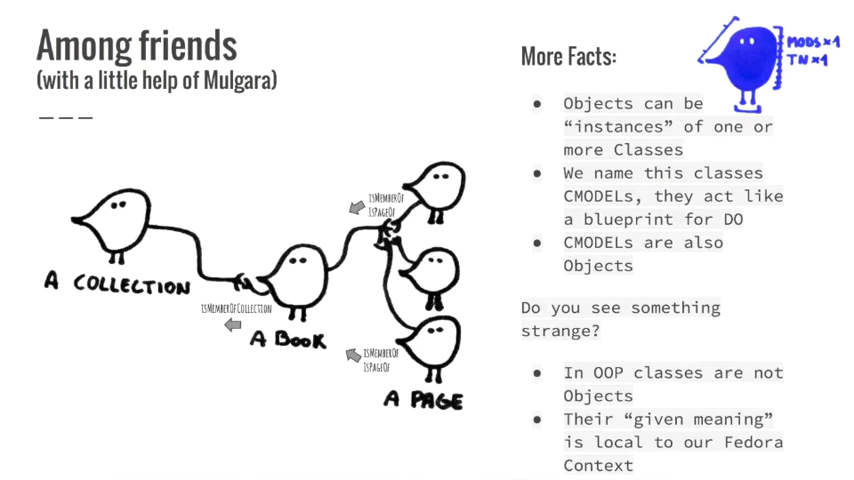 Among friends
(with a little help of Mulgara)
ISMEMBEROF
ISPAGEOF
A COLLECTION
ISMEMBEROFCOLLECTION
A BOOK
ISMEMBEROF
ISPAGEOF
A PAGE
More Facts:
MODS x1
TN x1
Objects can be
“instances” of one or
more Classes
We name this classes
CMODELs, they act like
a blueprint for DO
CMODELs are also
Objects
Do you see something
strange?
In OOP classes are not
Objects
Their “given meaning”
is local to our Fedora
Context